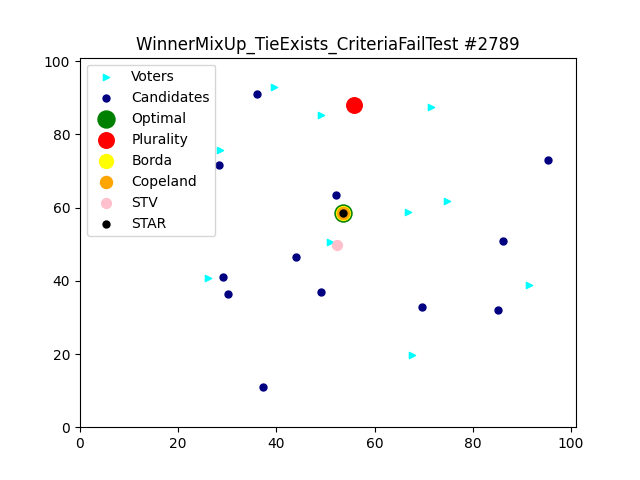 WinnerMixUp_TieExists_CriteriaFailTest #2789
100
80
60
40
20
0
Voters
Candidates
Optimal
Plurality
Borda
Copeland
STV
STAR
0 20 40 60 80 100